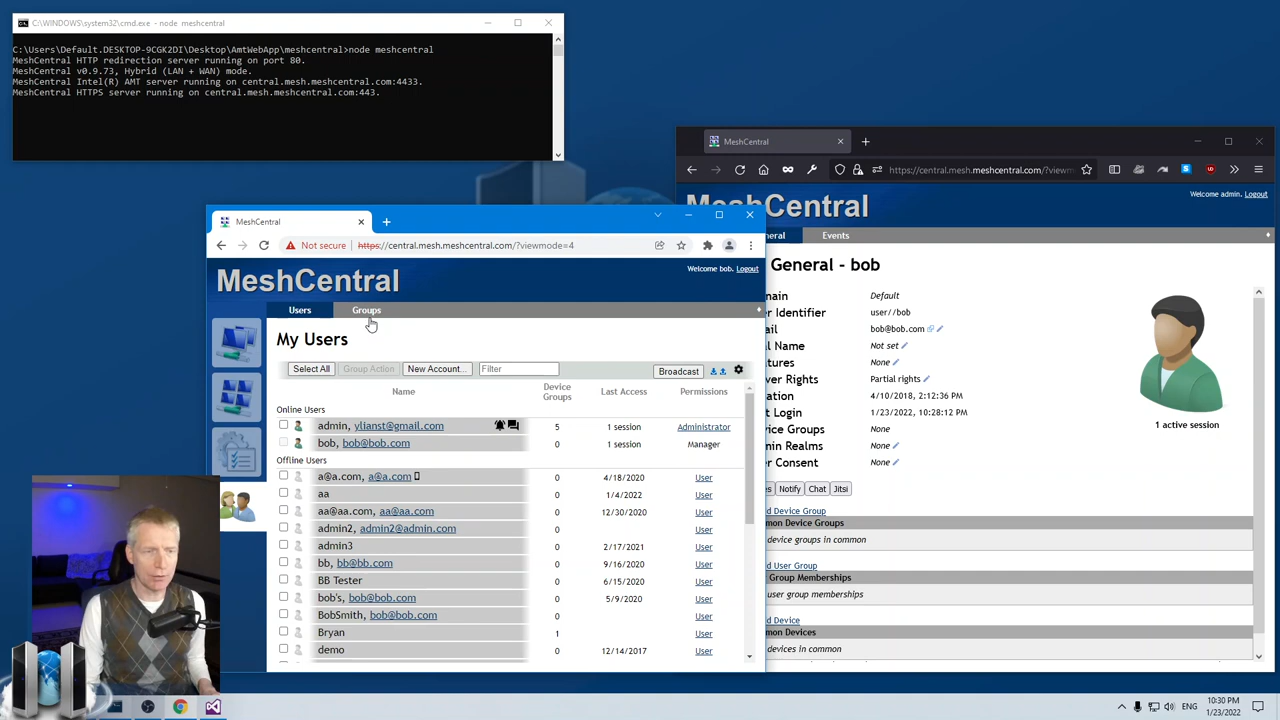 C:\WINDOWS\system32\cmd.exe - node meshcentral
C:\Users\Default.DESKTOP-9CGK2DI\Desktop\AmtWebApp\meshcentral>node meshcentral
MeshCentral HTTP redirection server running on port 80.
MeshCentral v0.9.73, Hybrid (LAN + WAN) mode.
MeshCentral Intel(R) AMT server running on central.mesh.meshcentral.com:4433.
MeshCentral HTTPS server running on central.mesh.meshcentral.com:443.
MeshCentral
https://central.mesh.meshcentral.com/?viewm
MeshCentral
Welcome admin. Logout
neral Events
General - bob
main Default
er Identifier user//bob
ail bob@bob.com
l Name Not set
tures None
ver Rights Partial rights
ation 4/10/2018, 2:12:36 PM
t Login 1/23/2022, 10:28:12 PM
vice Groups None
min Realms None
er Consent None
1 active session
es Notify Chat Jitsi
d Device Group
mon Device Groups
device groups in common
d User Group
Group Memberships
user group memberships
d Device
mon Devices
devices in common
MeshCentral
Not secure https://central.mesh.meshcentral.com/?viewmode=4
MeshCentral
Welcome bob. Logout
Users Groups
My Users
Select All Group Action New Account... Filter Broadcast
Name Device Groups Last Access Permissions
Online Users
admin, ylianst@gmail.com 5 1 session Administrator
bob, bob@bob.com 0 1 session Manager
Offline Users
a@a.com, a@a.com 0 4/18/2020 User
aa 0 1/4/2022 User
aa@aa.com, aa@aa.com 0 12/30/2020 User
admin2, admin2@admin.com 0 User
admin3 0 2/17/2021 User
bb, bb@bb.com 0 9/16/2020 User
BB Tester 0 6/15/2020 User
bob's, bob@bob.com 0 5/9/2020 User
BobSmith, bob@bob.com 0 User
Bryan 1 User
demo 0 12/14/2017 User
ENG
10:30 PM
1/23/2022